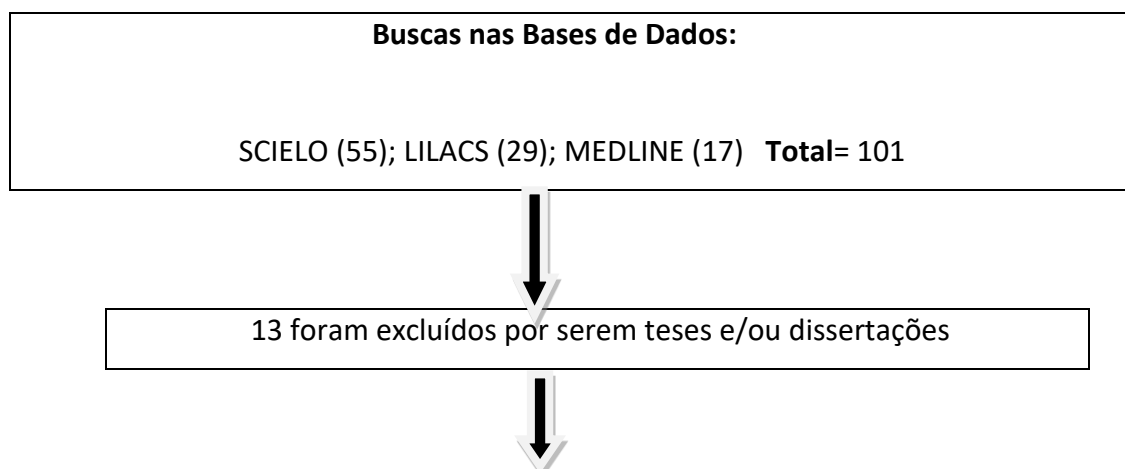 Buscas nas Bases de Dados:
SCIELO (55); LILACS (29); MEDLINE (17) Total= 101
13 foram excluídos por serem teses e/ou dissertações